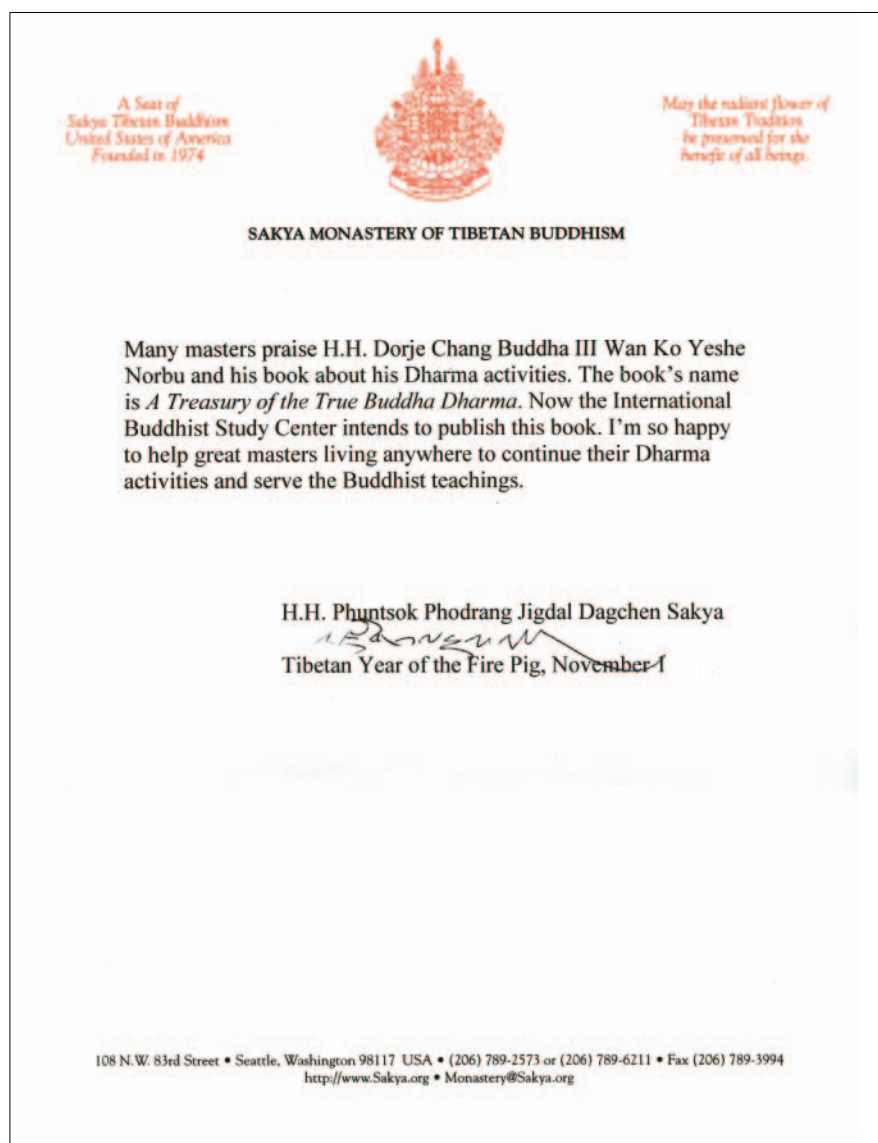 A Seat of
Sakya Tibetan Buddhism
United States of America
Founded in 1974
May the radiant flower of
Tibetan Tradition
be preserved for the
benefit of all beings.
SAKYA MONASTERY OF TIBETAN BUDDHISM
Many masters praise H.H. Dorje Chang Buddha III Wan Ko Yeshe
Norbu and his book about his Dharma activities. The book’s name
is A Treasury of the True Buddha Dharma. Now the International
Buddhist Study Center intends to publish this book. I’m so happy
to help great masters living anywhere to continue their Dharma
activities and serve the Buddhist teachings.
H.H. Phuntsok Phodrang Jigdal Dagchen Sakya
Tibetan Year of the Fire Pig, November 1
108 N.W. 83rd Street • Seattle, Washington 98117 USA • (206) 789-2573 or (206) 789-6211 • Fax (206) 789-3994
http://www.Sakya.org • Monastery@Sakya.org